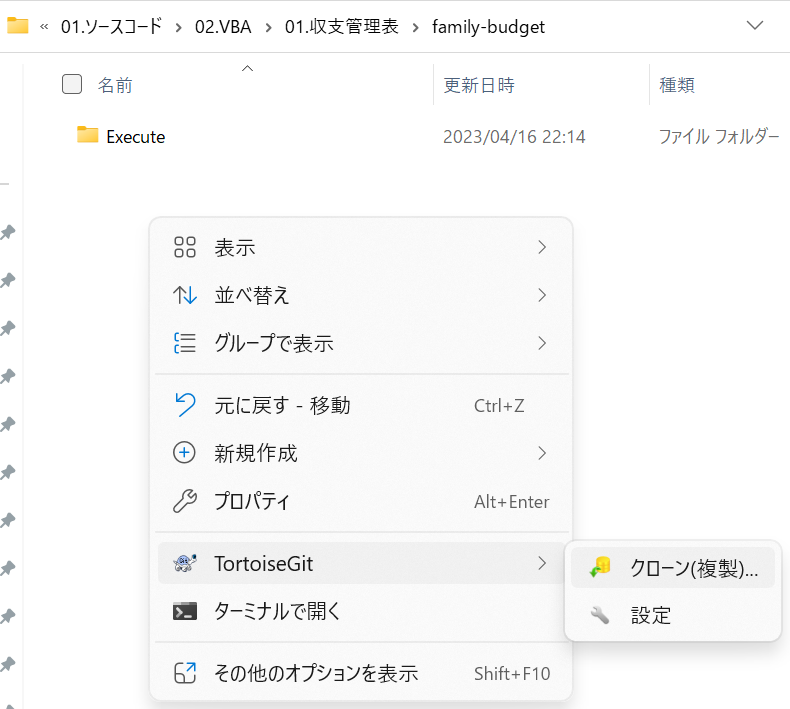 « 01.ソースコード > 02.VBA > 01.収支管理表 > family-budget
名前 更新日時 種類
Execute 2023/04/16 22:14 ファイル フォルダー
表示
並べ替え
グループで表示
元に戻す - 移動 Ctrl+Z
新規作成
プロパティ Alt+Enter
TortoiseGit
クローン(複製)...
ターミナルで開く
設定
その他のオプションを表示 Shift+F10